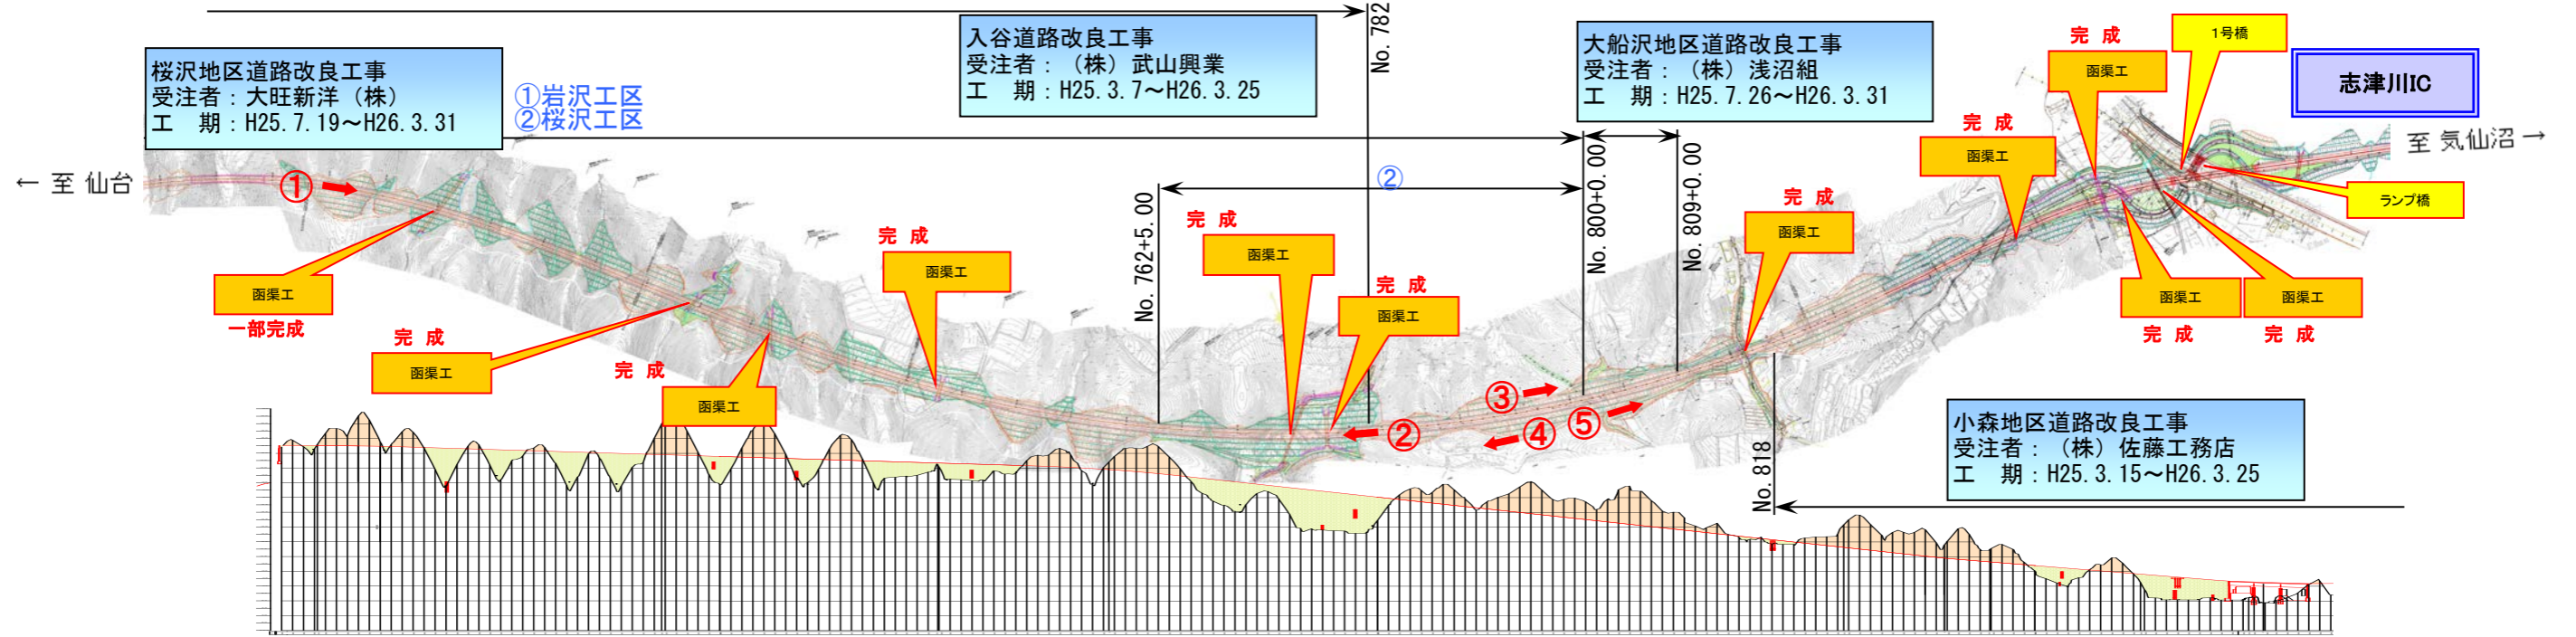 桜沢地区道路改良工事
受注者：大旺新洋（株）
工　期：H25.7.19～H26.3.31
①岩沢工区
②桜沢工区
入谷道路改良工事
受注者：（株）武山興業
工　期：H25.3.7～H26.3.25
No. 782
大船沢地区道路改良工事
受注者：（株）浅沼組
工　期：H25.7.26～H26.3.31
完 成
函渠工
1号橋
志津川IC
← 至 仙台
至 気仙沼 →
ランプ橋
①
函渠工
一部完成
完 成
函渠工
完 成
函渠工
完 成
函渠工
No. 762+5.00
②
完 成
函渠工
完 成
函渠工
No. 800+0.00
No. 809+0.00
完 成
函渠工
完 成
函渠工
函渠工
完 成
函渠工
完 成
②
③
④
⑤
No. 818
小森地区道路改良工事
受注者：（株）佐藤工務店
工　期：H25.3.15～H26.3.25